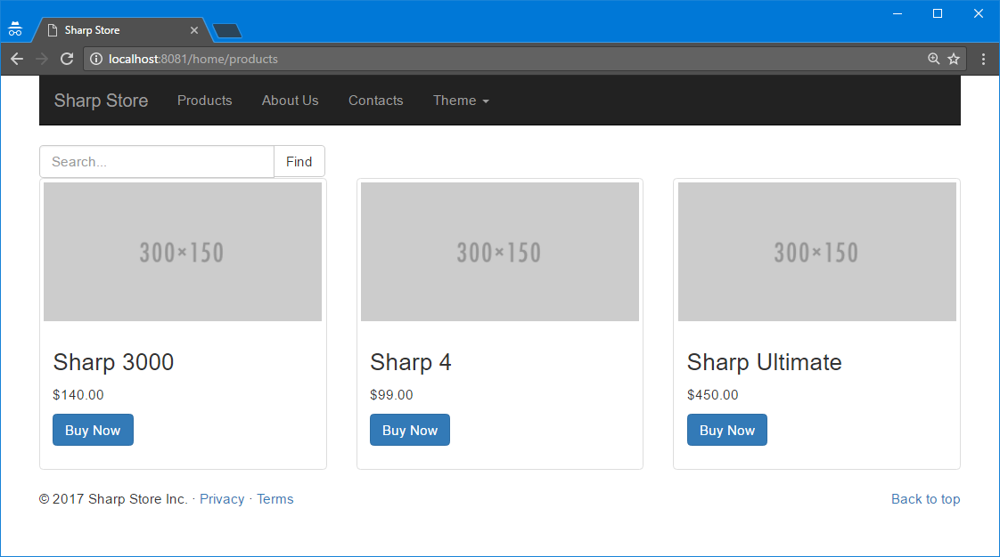 Sharp Store
localhost:8081/home/products
Sharp Store Products About Us Contacts Theme
Search... Find
300×150 300×150 300×150
Sharp 3000 Sharp 4 Sharp Ultimate
$140.00 $99.00 $450.00
Buy Now Buy Now Buy Now
© 2017 Sharp Store Inc. · Privacy · Terms Back to top